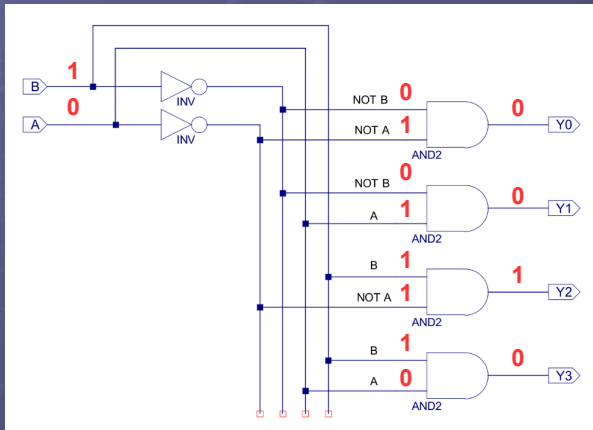 1
B
INV
0
A
INV
NOT B 0
NOT A 1
AND2
0
Y0
NOT B 0
A 1
AND2
0
Y1
B 1
NOT A 1
AND2
1
Y2
B 1
A 0
AND2
0
Y3